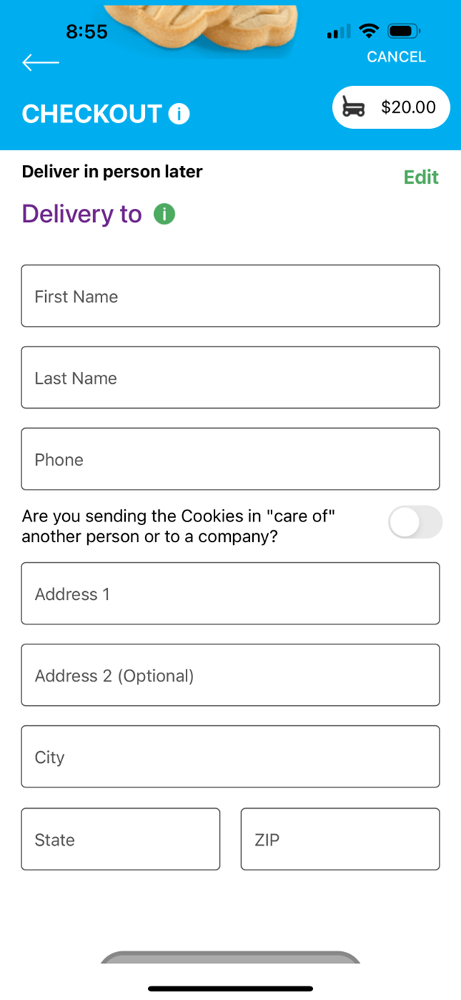 8:55
CANCEL
CHECKOUT i
$20.00
Deliver in person later
Edit
Delivery to i
First Name
Last Name
Phone
Are you sending the Cookies in "care of"
another person or to a company?
Address 1
Address 2 (Optional)
City
State
ZIP